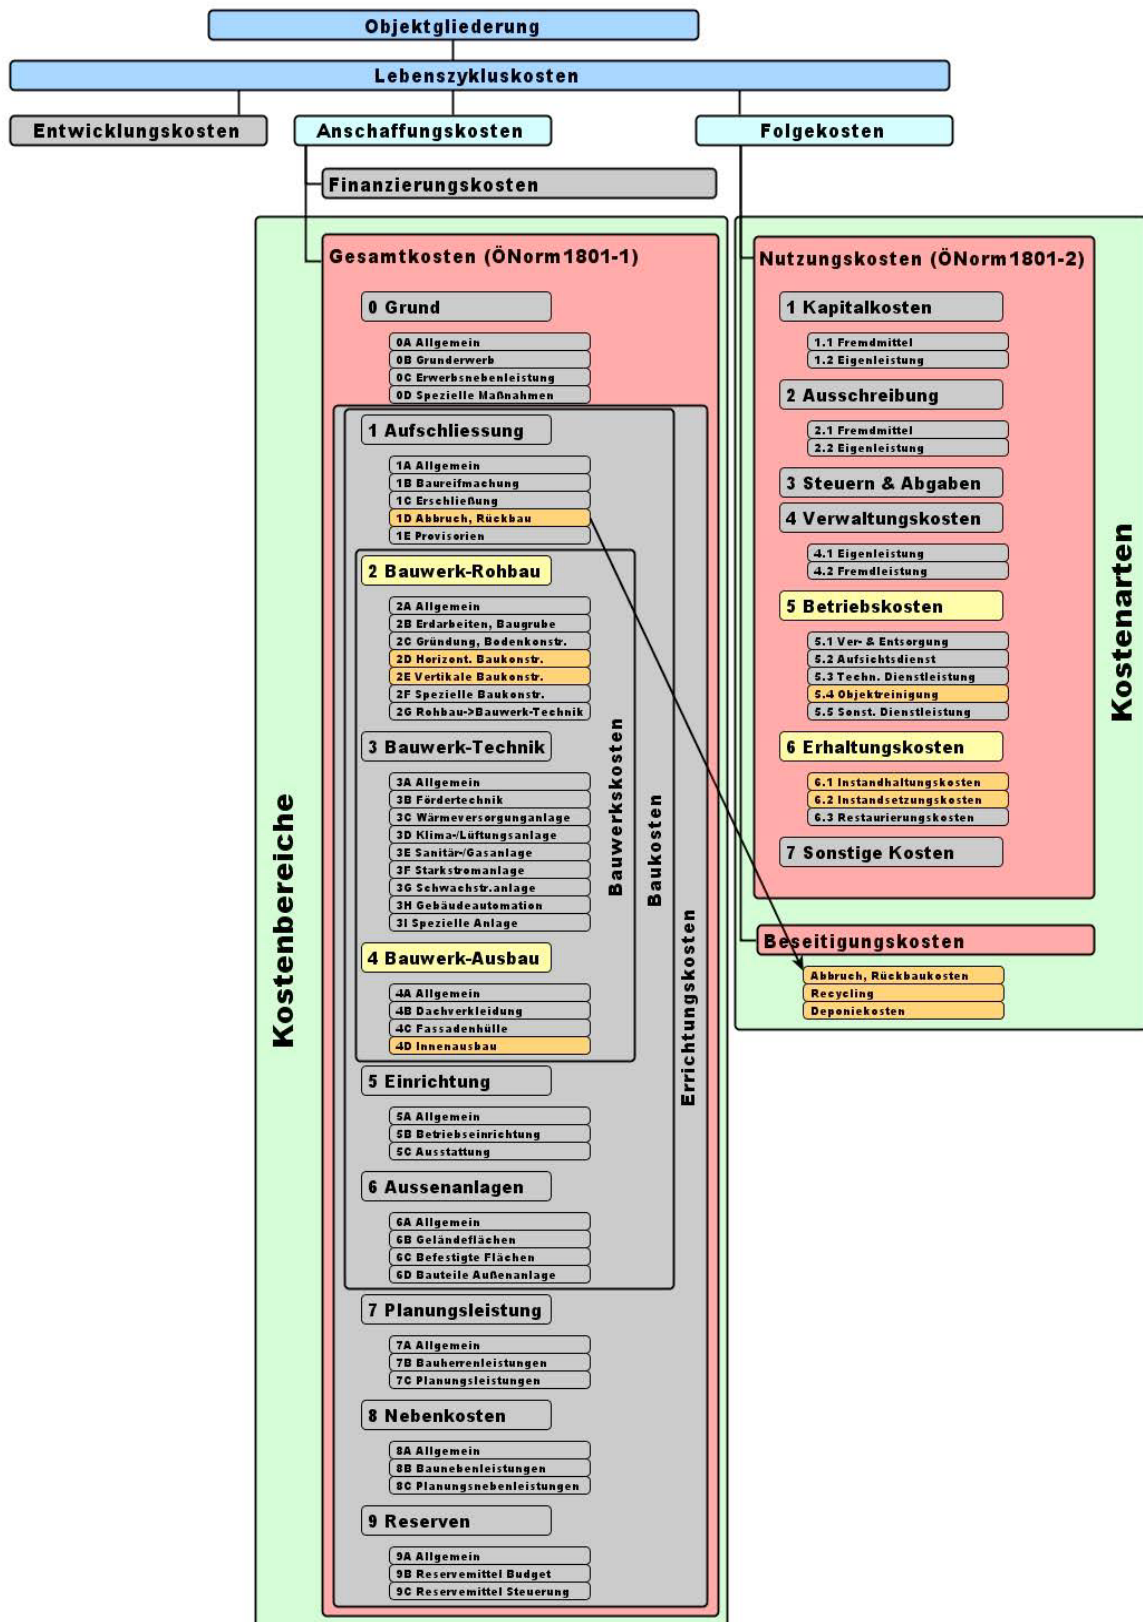 Objektgliederung
Lebenszykluskosten
Entwicklungskosten
Anschaffungskosten
Folgekosten
Finanzierungskosten
Kostenbereiche
Gesamtkosten (ÖNorm1801-1)
0 Grund
0A Allgemein
0B Grunderwerb
0C Erwerbsnebenleistung
0D Spezielle Maßnahmen
1 Aufschliessung
1A Allgemein
1B Baureifmachung
1C Erschließung
1D Abbruch, Rückbau
1E Provisorien
2 Bauwerk-Rohbau
2A Allgemein
2B Erdarbeiten, Baugrube
2C Gründung, Bodenkonstr.
2D Horizont. Baukonstr.
2E Vertikale Baukonstr.
2F Spezielle Baukonstr.
2G Rohbau->Bauwerk-Technik
3 Bauwerk-Technik
3A Allgemein
3B Fördertechnik
3C Wärmeversorgunganlage
3D Klima-/Lüftungsanlage
3E Sanitär-/Gasanlage
3F Starkstromanlage
3G Schwachstr.anlage
3H Gebäudeautomation
3I Spezielle Anlage
4 Bauwerk-Ausbau
4A Allgemein
4B Dachverkleidung
4C Fassadenhülle
4D Innenausbau
5 Einrichtung
5A Allgemein
5B Betriebseinrichtung
5C Ausstattung
6 Aussenanlagen
6A Allgemein
6B Geländeflächen
6C Befestigte Flächen
6D Bauteile Außenanlage
7 Planungsleistung
7A Allgemein
7B Bauherrenleistungen
7C Planungsleistungen
8 Nebenkosten
8A Allgemein
8B Baunebenleistungen
8C Planungsnebenleistungen
9 Reserven
9A Allgemein
9B Reservemittel Budget
9C Reservemittel Steuerung
Bauwerkskosten
Baukosten
Errichtungskosten
Nutzungskosten (ÖNorm1801-2)
1 Kapitalkosten
1.1 Fremdmittel
1.2 Eigenleistung
2 Ausschreibung
2.1 Fremdmittel
2.2 Eigenleistung
3 Steuern & Abgaben
4 Verwaltungskosten
4.1 Eigenleistung
4.2 Fremdleistung
5 Betriebskosten
5.1 Ver- & Entsorgung
5.2 Aufsichtsdienst
5.3 Techn. Dienstleistung
5.4 Objektreinigung
5.5 Sonst. Dienstleistung
6 Erhaltungskosten
6.1 Instandhaltungskosten
6.2 Instandsetzungskosten
6.3 Restaurierungskosten
7 Sonstige Kosten
Beseitigungskosten
Abbruch, Rückbaukosten
Recycling
Deponiekosten
Kostenarten